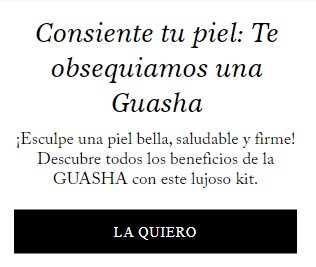 Consiente tu piel: Te
obsequiamos una
Guasha
¡Esculpe una piel bella, saludable y firme!
Descubre todos los beneficios de la
GUASHA con este lujoso kit.
LA QUIERO